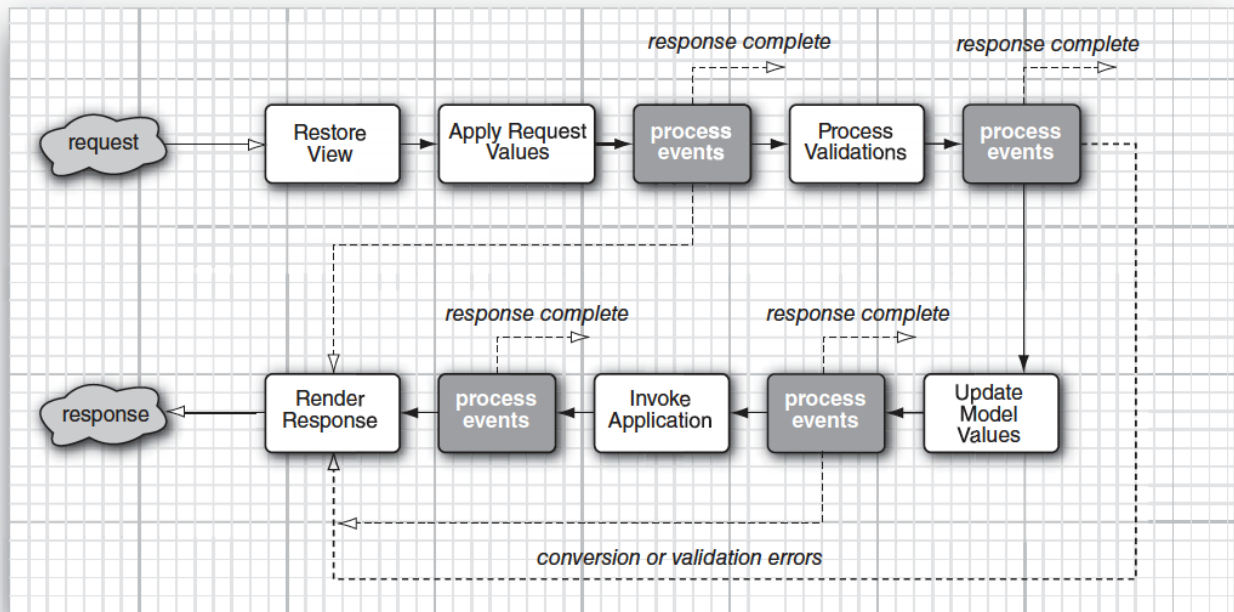 response complete
response complete
request
Restore
View
Apply Request
Values
process
events
Process
Validations
process
events
response complete
response complete
response
Render
Response
process
events
Invoke
Application
process
events
Update
Model
Values
conversion or validation errors